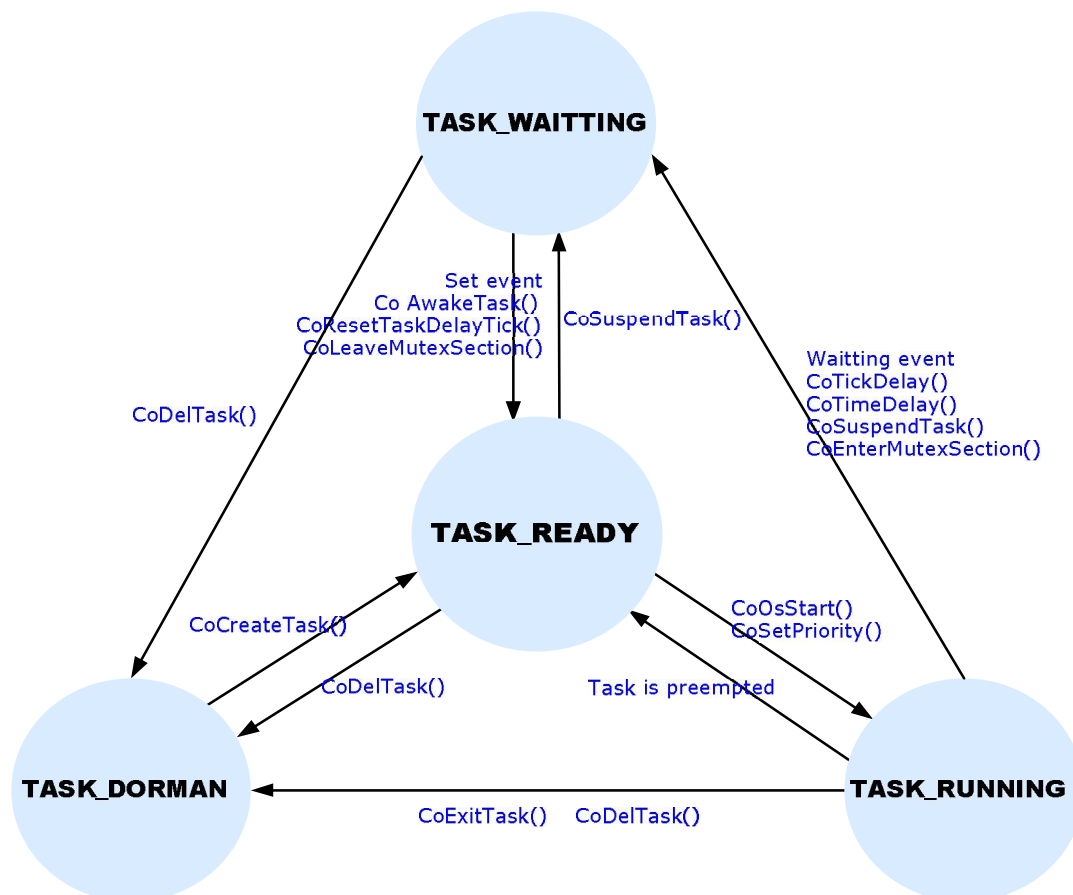 TASK_WAITTING
Set event
Co AwakeTask()
CoResetTaskDelayTick()
CoLeaveMutexSection()
CoSuspendTask()
Waitting event
CoTickDelay()
CoTimeDelay()
CoSuspendTask()
CoEnterMutexSection()
CoDelTask()
TASK_READY
CoCreateTask()
CoOsStart()
CoSetPriority()
CoDelTask()
Task is preempted
TASK_DORMAN
TASK_RUNNING
CoExitTask() CoDelTask()